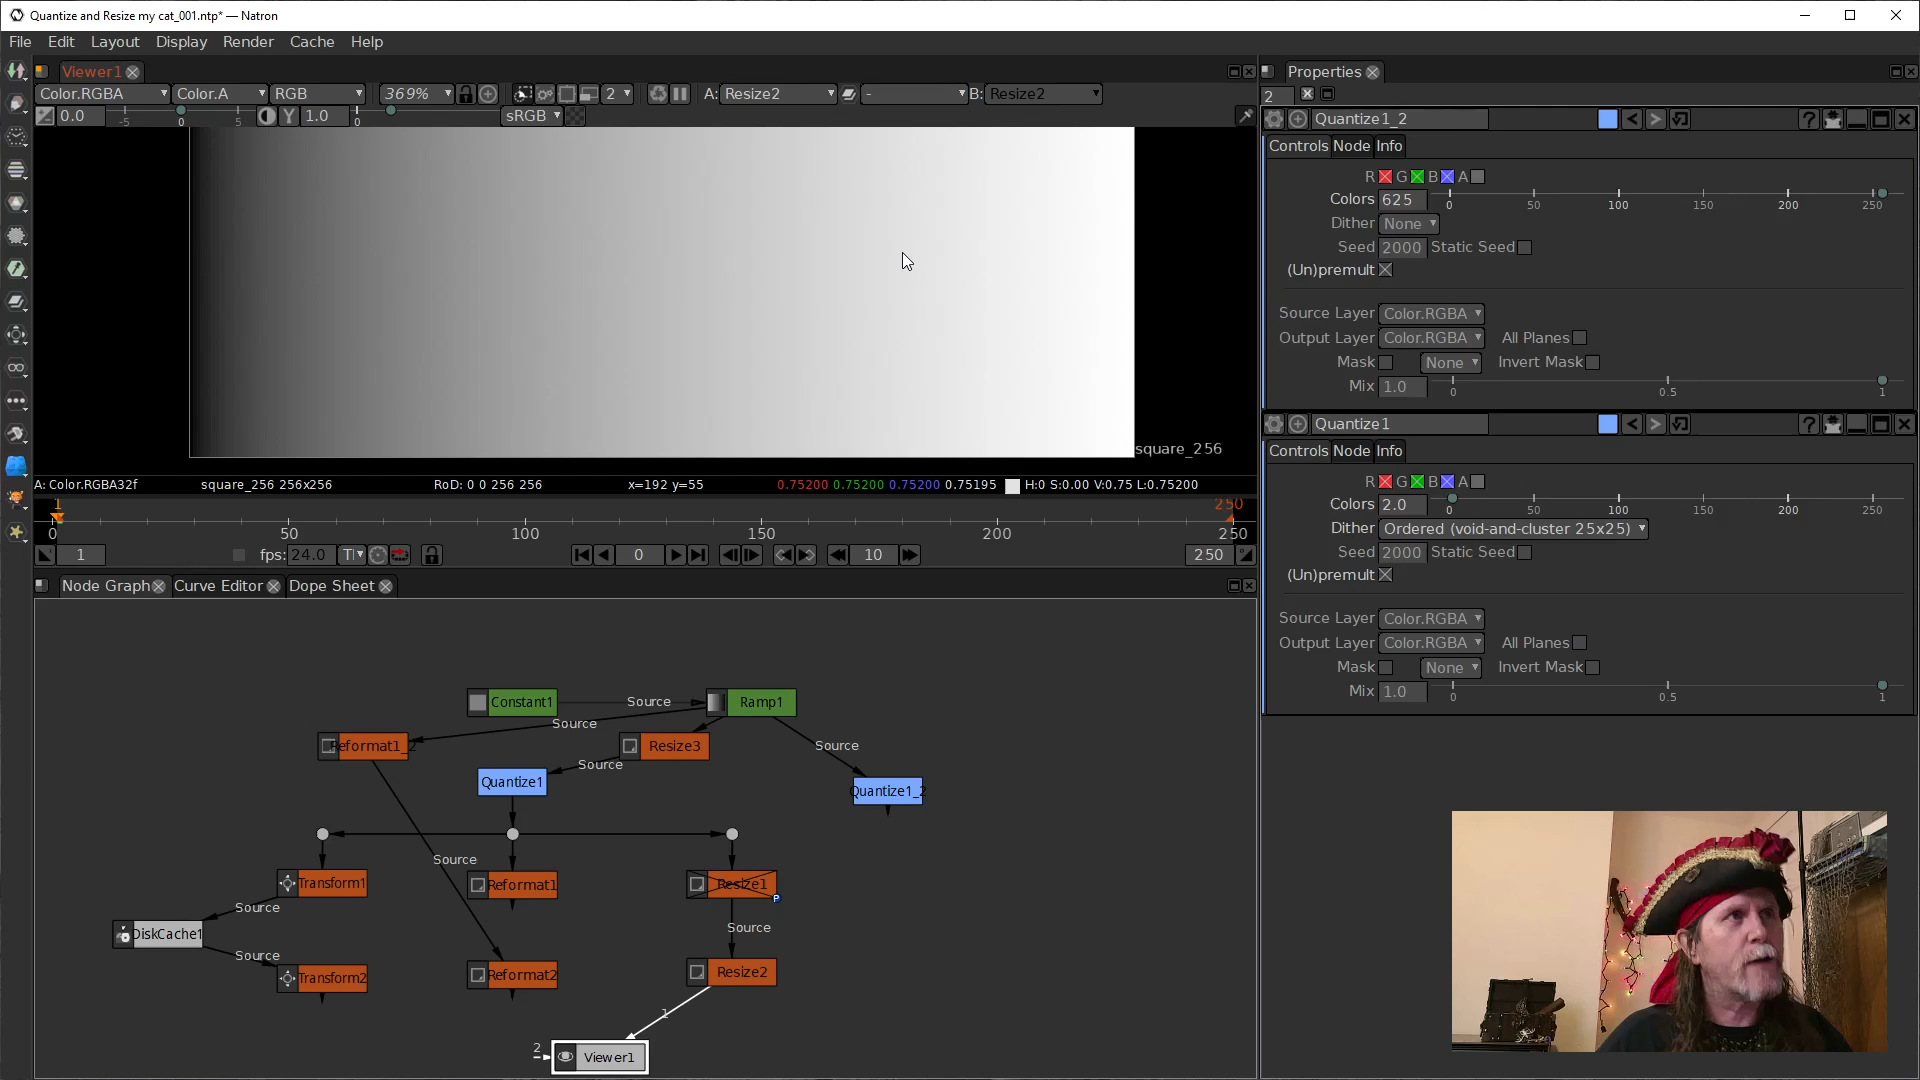 Quantize and Resize my cat_001.ntp* — Natron
File Edit Layout Display Render Cache Help
Viewer1
Properties
Color.RGBA Color.A RGB 369% 2 A: Resize2 - B: Resize2
2
0.0 -5 0 5 Y 1.0 0 sRGB
Quantize1_2
Controls Node Info
R G B A
Colors 625 0 50 100 150 200 250
Dither None
Seed 2000 Static Seed
(Un)premult
Source Layer Color.RGBA
Output Layer Color.RGBA All Planes
Mask None Invert Mask
Mix 1.0 0 0.5 1
Quantize1
Controls Node Info
R G B A
Colors 2.0 0 50 100 150 200 250
Dither Ordered (void-and-cluster 25x25)
Seed 2000 Static Seed
(Un)premult
Source Layer Color.RGBA
Output Layer Color.RGBA All Planes
Mask None Invert Mask
Mix 1.0 0 0.5 1
square_256
A: Color.RGBA32f square_256 256x256 RoD: 0 0 256 256 x=192 y=55 0.75200 0.75200 0.75200 0.75195 H:0 S:0.00 V:0.75 L:0.75200
1 250
0 50 100 150 200 250
1 fps: 24.0 0 10 250
Node Graph Curve Editor Dope Sheet
Constant1 Source Ramp1
Source
Reformat1_2 Resize3 Source
Source
Quantize1 Quantize1_2
Source
Transform1 Reformat1 Resize1
P
Source
Source
DiskCache1
Source
Transform2 Reformat2 Resize2
1
2 Viewer1